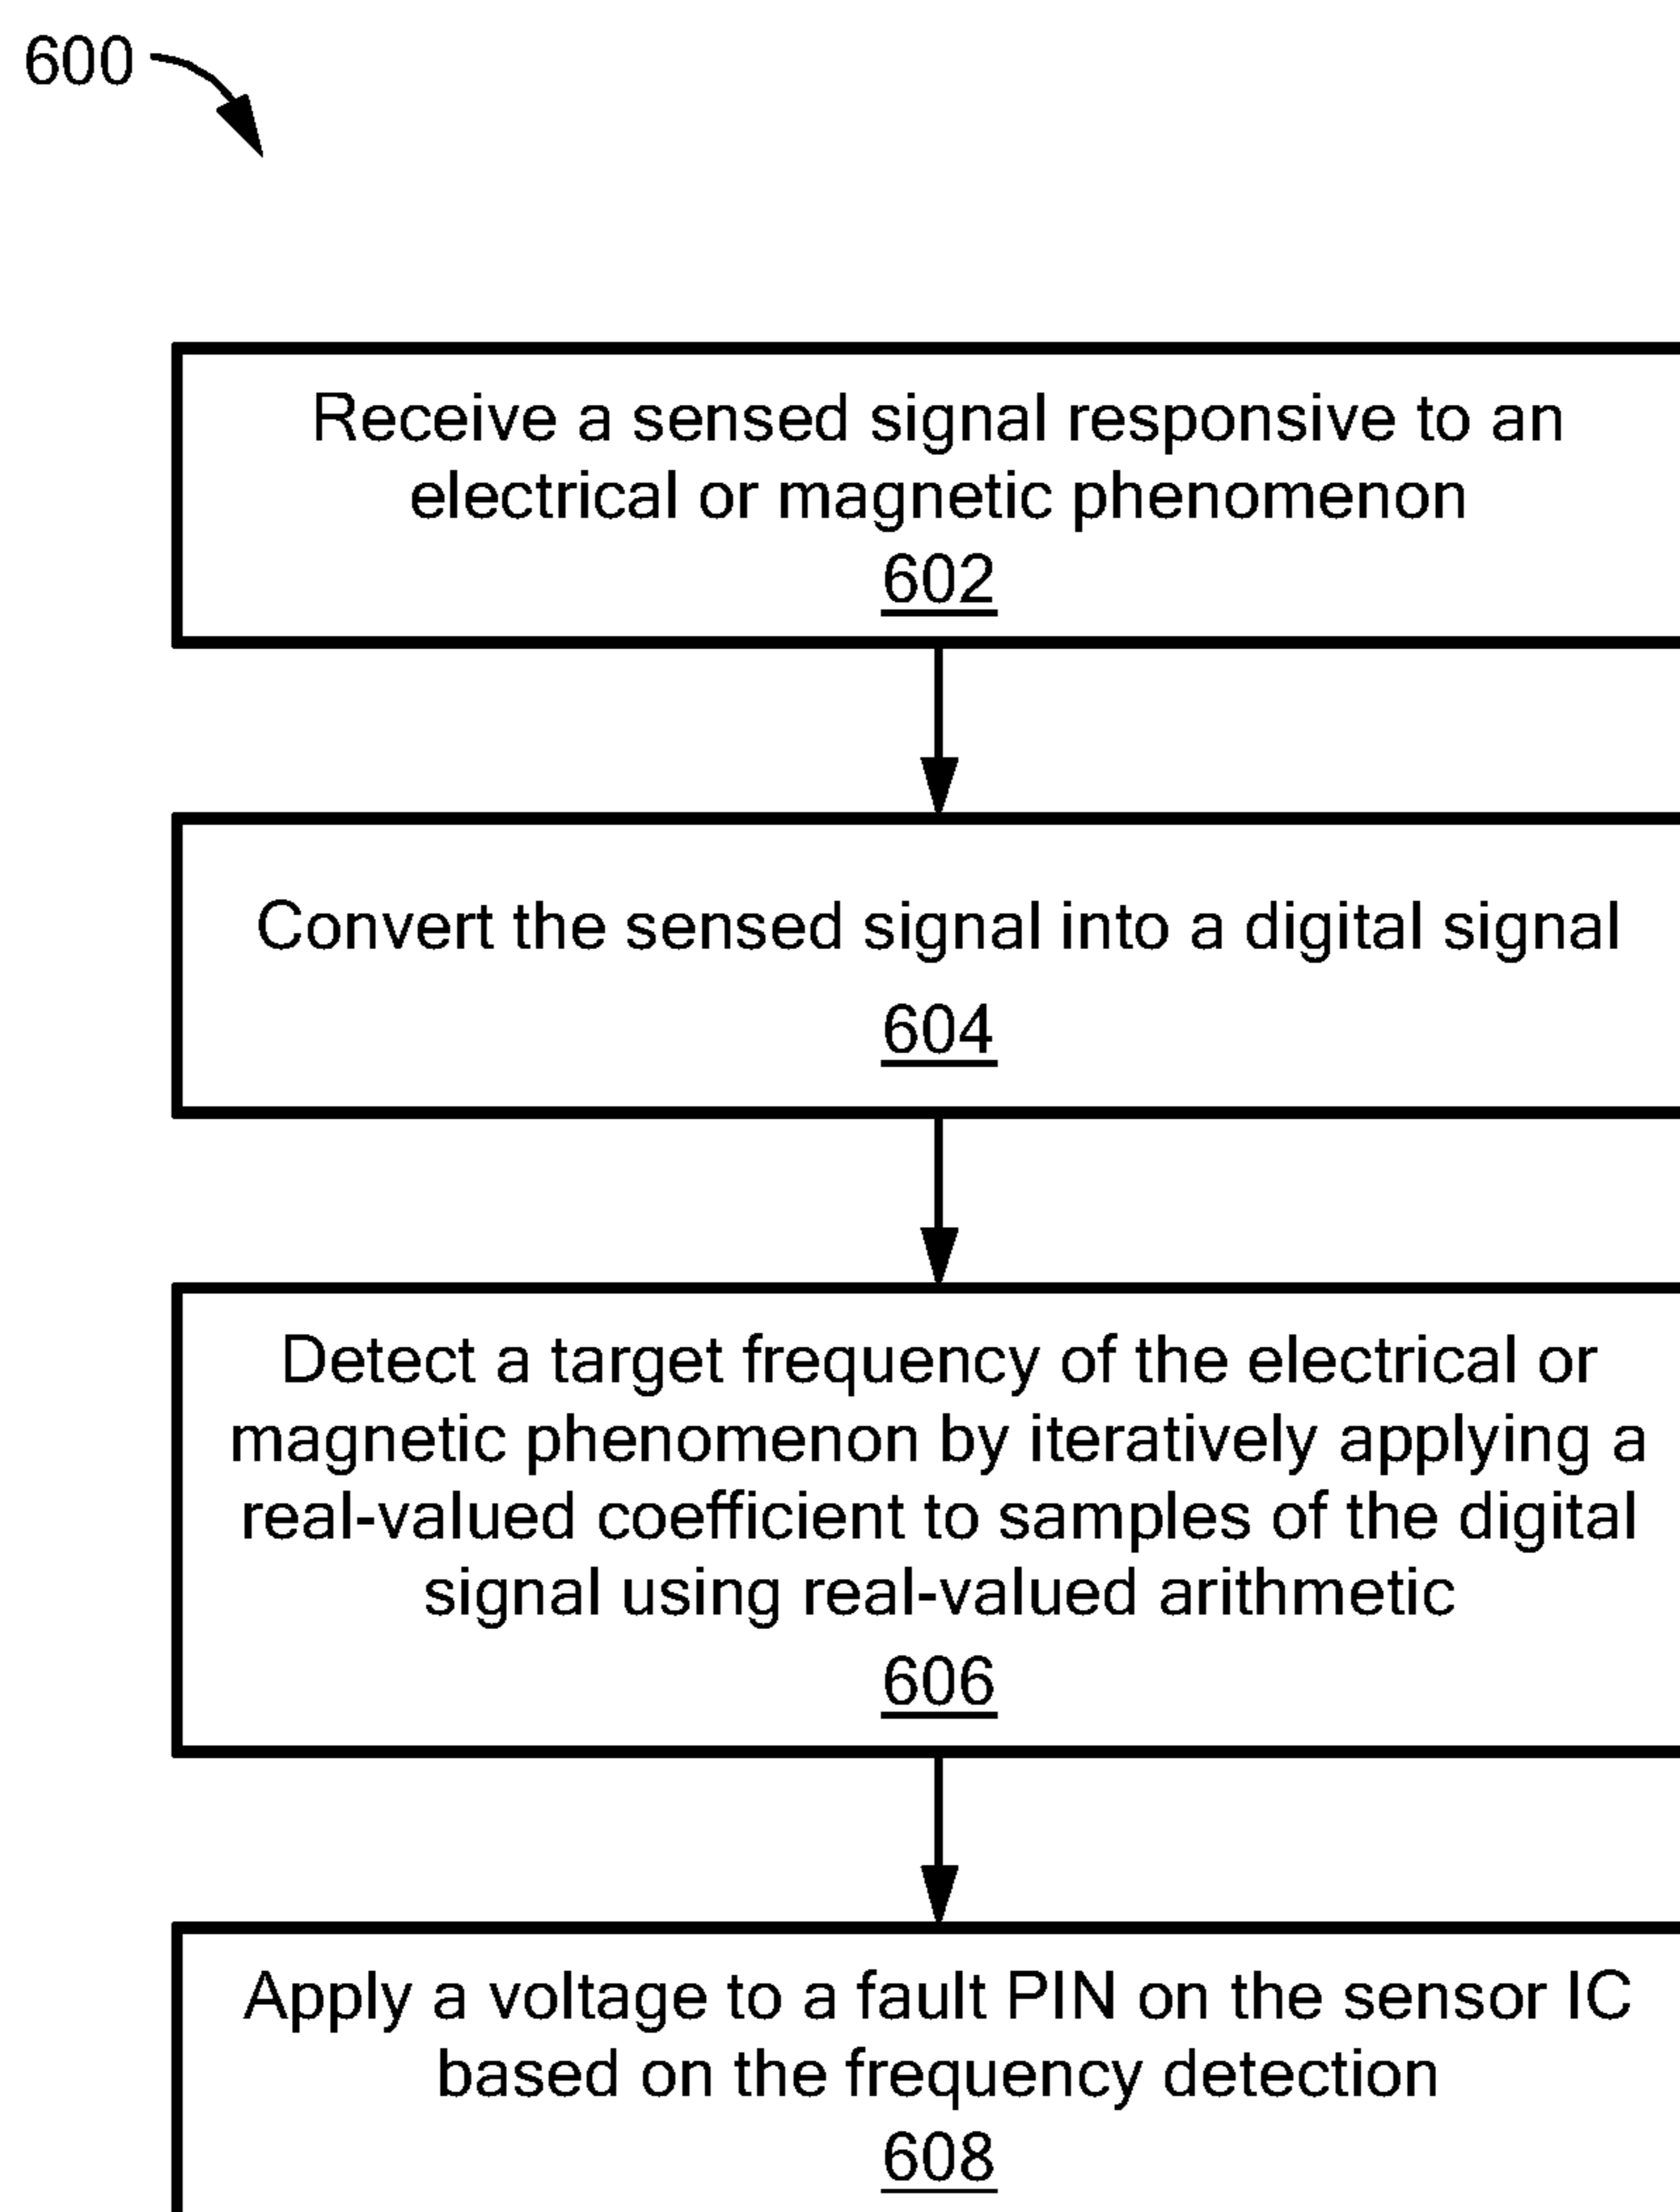 600
Receive a sensed signal responsive to an
electrical or magnetic phenomenon
602
Convert the sensed signal into a digital signal
604
Detect a target frequency of the electrical or
magnetic phenomenon by iteratively applying a
real-valued coefficient to samples of the digital
signal using real-valued arithmetic
606
Apply a voltage to a fault PIN on the sensor IC
based on the frequency detection
608